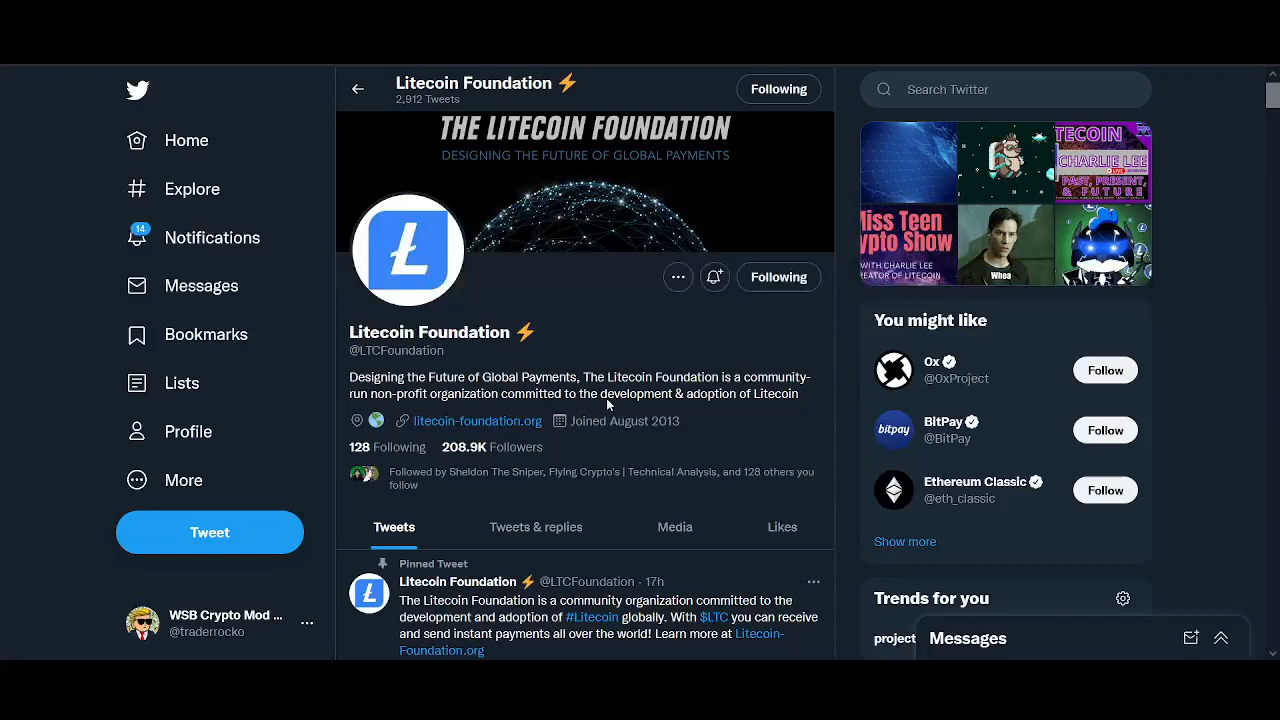 Litecoin Foundation ⚡
2,912 Tweets
Following
THE LITECOIN FOUNDATION
DESIGNING THE FUTURE OF GLOBAL PAYMENTS
Following
Litecoin Foundation ⚡
@LTCFoundation
Designing the Future of Global Payments, The Litecoin Foundation is a community-
run non-profit organization committed to the development & adoption of Litecoin
litecoin-foundation.org Joined August 2013
128 Following 208.9K Followers
Followed by Sheldon The Sniper, Flying Crypto's | Technical Analysis, and 128 others you
follow
Tweets Tweets & replies Media Likes
Pinned Tweet
Litecoin Foundation ⚡ @LTCFoundation · 17h
The Litecoin Foundation is a community organization committed to the
development and adoption of #Litecoin globally. With $LTC you can receive
and send instant payments all over the world! Learn more at Litecoin-
Foundation.org
Home
Explore
14
Notifications
Messages
Bookmarks
Lists
Profile
More
Tweet
WSB Crypto Mod ...
@traderrocko
Search Twitter
TECOIN
CHARLIE LEE
LIVE
PAST, PRESENT,
& FUTURE
Miss Teen
ypto Show
WITH CHARLIE LEE
REATOR OF LITECOIN
Whoa
You might like
0x
@0xProject
Follow
bitpay
BitPay
@BitPay
Follow
Ethereum Classic
@eth_classic
Follow
Show more
Trends for you
project
Messages